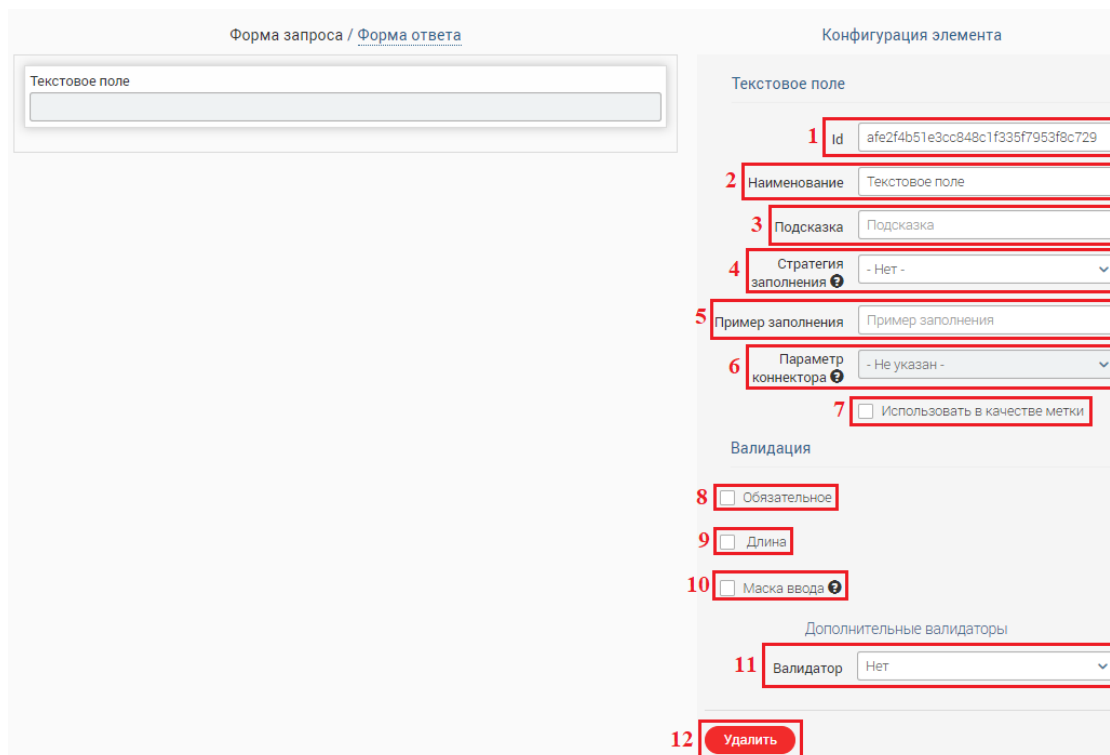 Форма запроса / Форма ответа
Текстовое поле
Конфигурация элемента
Текстовое поле
1 Id afe2f4b51e3cc848c1f335f7953f8c729
2 Наименование Текстовое поле
3 Подсказка Подсказка
4 Стратегия
заполнения ? - Нет -
5 Пример заполнения Пример заполнения
6 Параметр
коннектора ? - Не указан -
7 Использовать в качестве метки
Валидация
8 Обязательное
9 Длина
10 Маска ввода ?
Дополнительные валидаторы
11 Валидатор Нет
12 Удалить